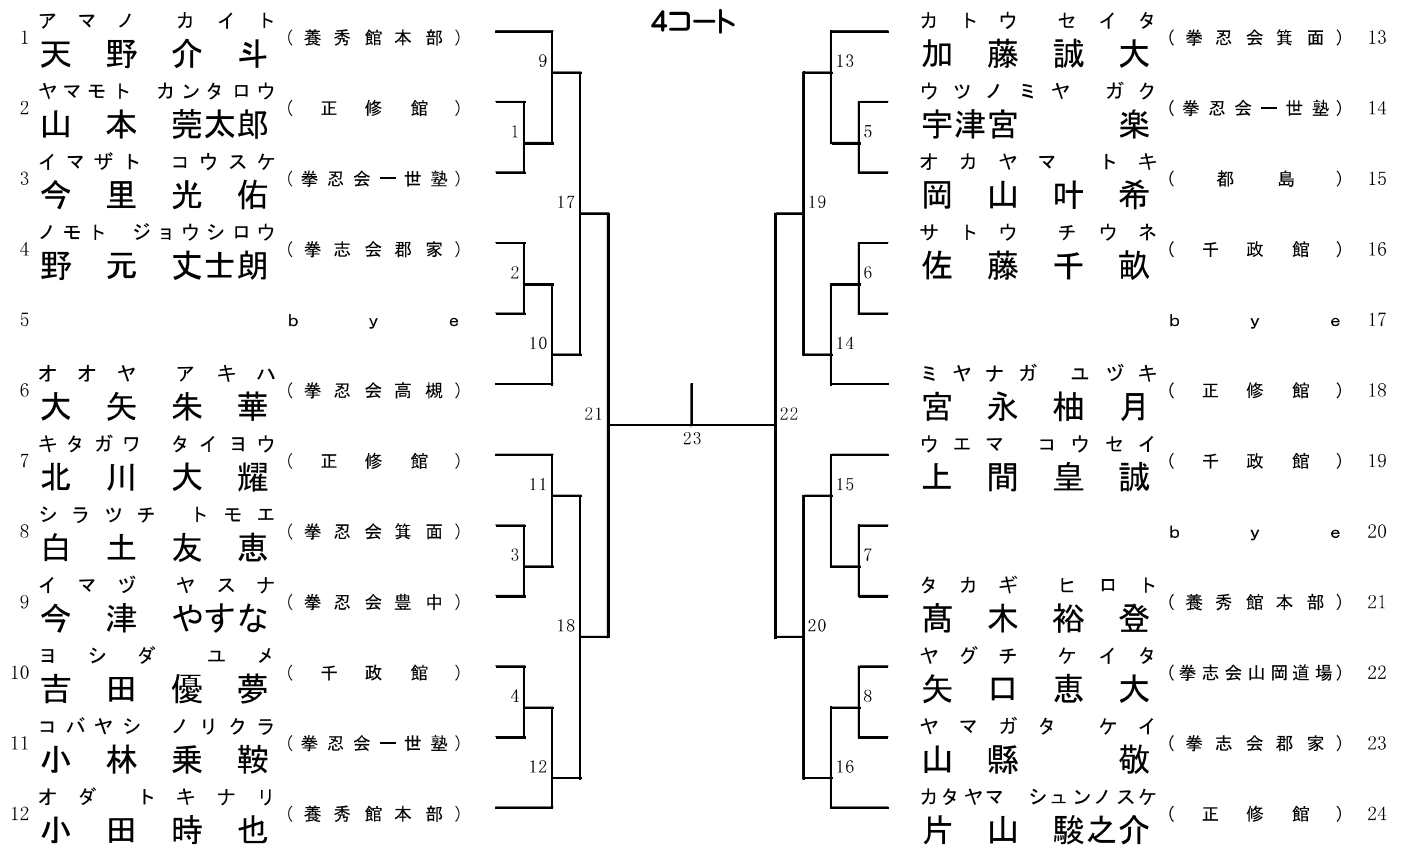 4コート
アマノ カイト
1 天野介斗 (養秀館本部)
ヤマモト カンタロウ
2 山本莞太郎 (正修館)
イマザト コウスケ
3 今里光佑 (拳忍会一世塾)
ノモト ジョウシロウ
4 野元丈士朗 (拳志会郡家)
5 bye
オオヤ アキハ
6 大矢朱華 (拳忍会高槻)
キタガワ タイヨウ
7 北川大耀 (正修館)
シラツチ トモエ
8 白土友恵 (拳忍会箕面)
イマヅ ヤスナ
9 今津やすな (拳忍会豊中)
ヨシダ ユメ
10 吉田優夢 (千政館)
コバヤシ ノリクラ
11 小林乗鞍 (拳忍会一世塾)
オダ トキナリ
12 小田時也 (養秀館本部)
9
1
17
2
10
21
11
3
18
4
12
23
13
5
19
6
14
22
15
7
20
8
16
カトウ セイタ
加藤誠大 (拳忍会箕面) 13
ウツノミヤ ガク
宇津宮楽 (拳忍会一世塾) 14
オカヤマ トキ
岡山叶希 (都島) 15
サトウ チウネ
佐藤千畝 (千政館) 16
bye 17
ミヤナガ ユヅキ
宮永柚月 (正修館) 18
ウエマ コウセイ
上間皇誠 (千政館) 19
bye 20
タカギ ヒロト
髙木裕登 (養秀館本部) 21
ヤグチ ケイタ
矢口恵大 (拳志会山岡道場) 22
ヤマガタ ケイ
山縣敬 (拳志会郡家) 23
カタヤマ シュンノスケ
片山駿之介 (正修館) 24